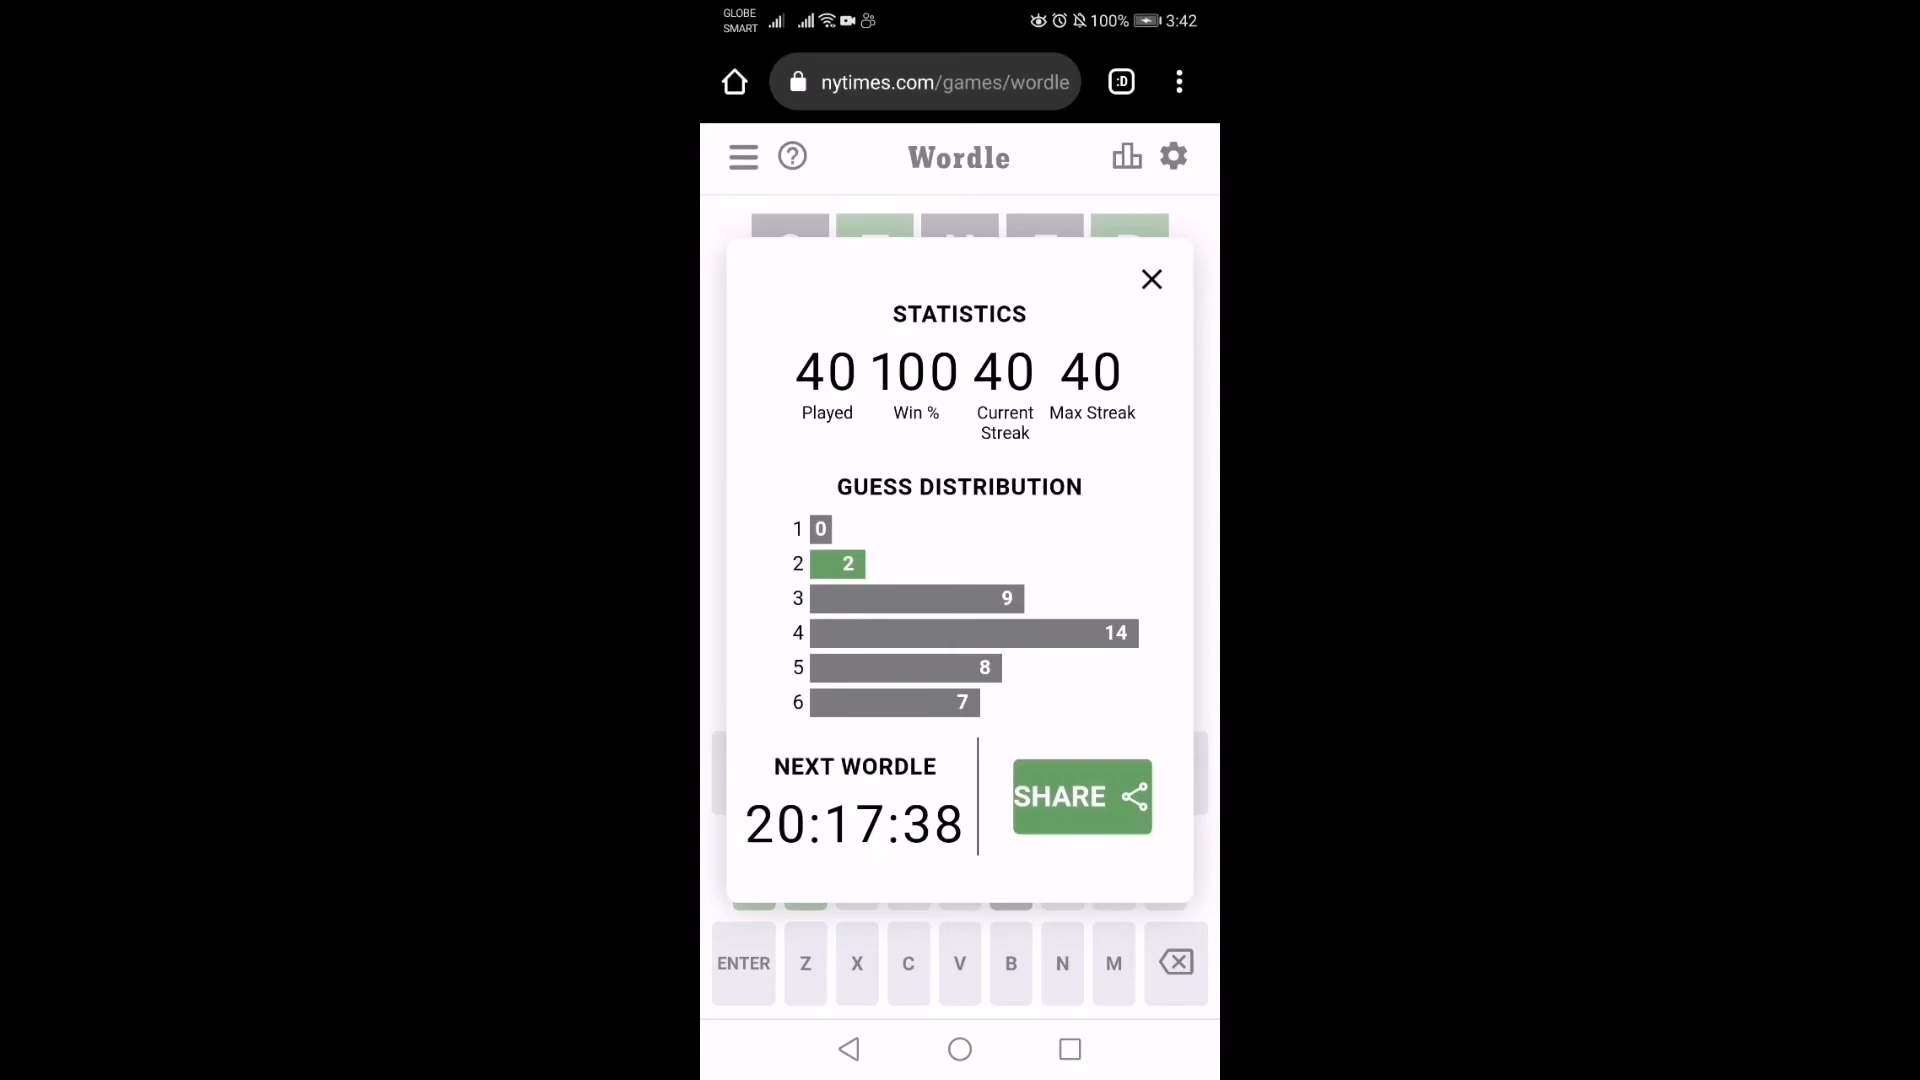 GLOBE
SMART
100% 3:42
nytimes.com/games/wordle
:D
Wordle
STATISTICS
40 100 40 40
Played Win % Current Streak Max Streak
GUESS DISTRIBUTION
1 0
2 2
3 9
4 14
5 8
6 7
NEXT WORDLE
SHARE
20:17:38
ENTER Z X C V B N M